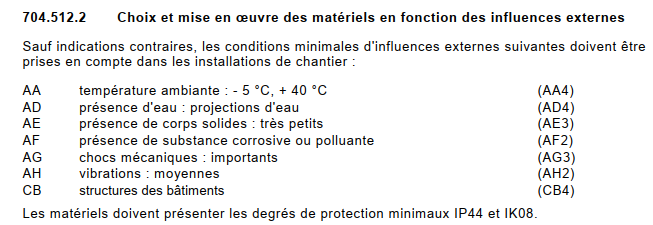 704.512.2 Choix et mise en œuvre des matériels en fonction des influences externes
Sauf indications contraires, les conditions minimales d'influences externes suivantes doivent être
prises en compte dans les installations de chantier :
AA température ambiante : - 5 °C, + 40 °C (AA4)
AD présence d'eau : projections d'eau (AD4)
AE présence de corps solides : très petits (AE3)
AF présence de substance corrosive ou polluante (AF2)
AG chocs mécaniques : importants (AG3)
AH vibrations : moyennes (AH2)
CB structures des bâtiments (CB4)
Les matériels doivent présenter les degrés de protection minimaux IP44 et IK08.